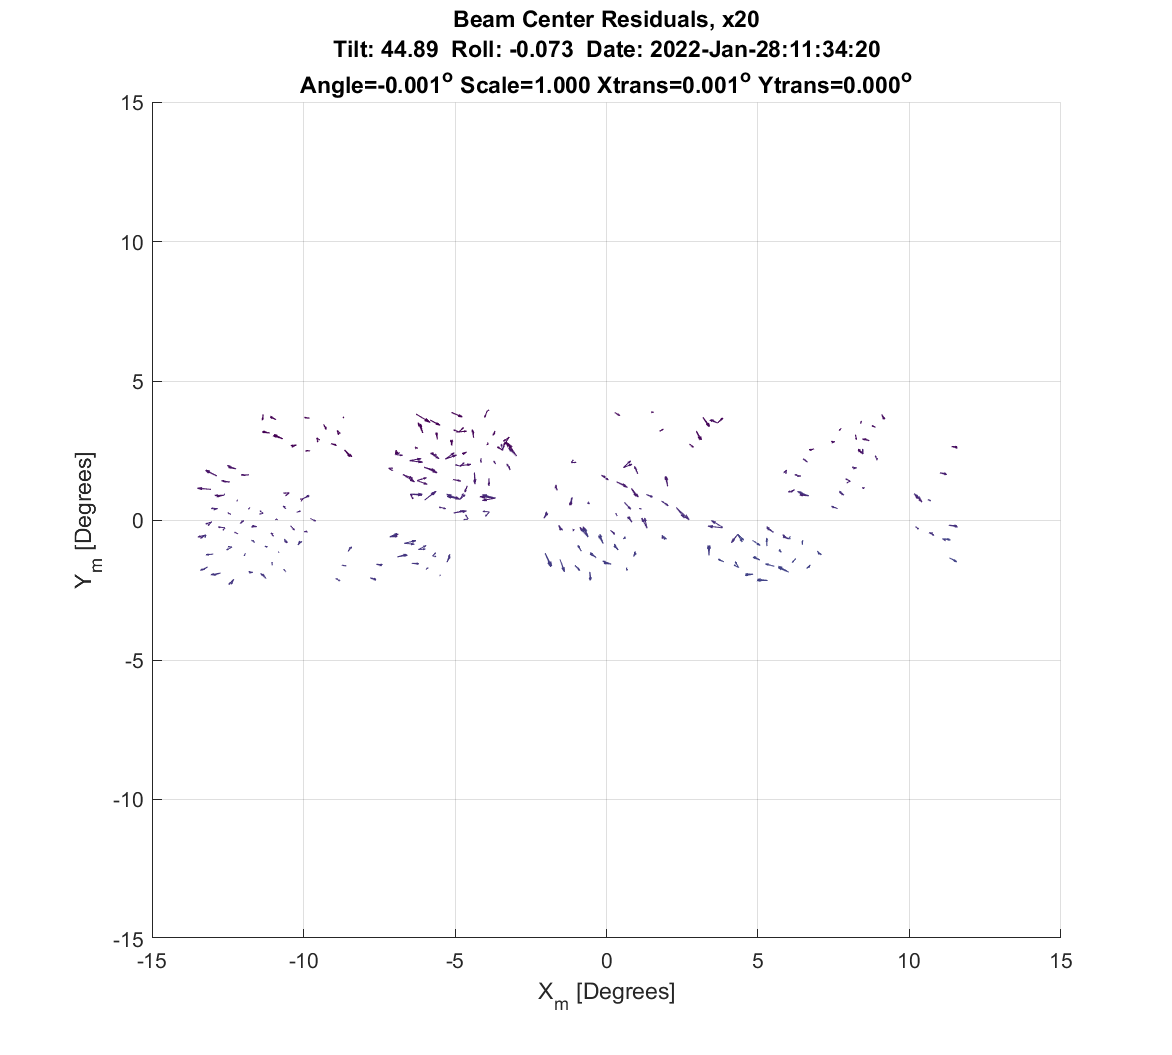 Beam Center Residuals, x20
Tilt: 44.89 Roll: -0.073 Date: 2022-Jan-28:11:34:20
Angle=-0.001° Scale=1.000 Xtrans=0.001° Ytrans=0.000°
15
10
5
0
-5
-10
-15
Ym [Degrees]
-15 -10 -5 0 5 10 15
Xm [Degrees]